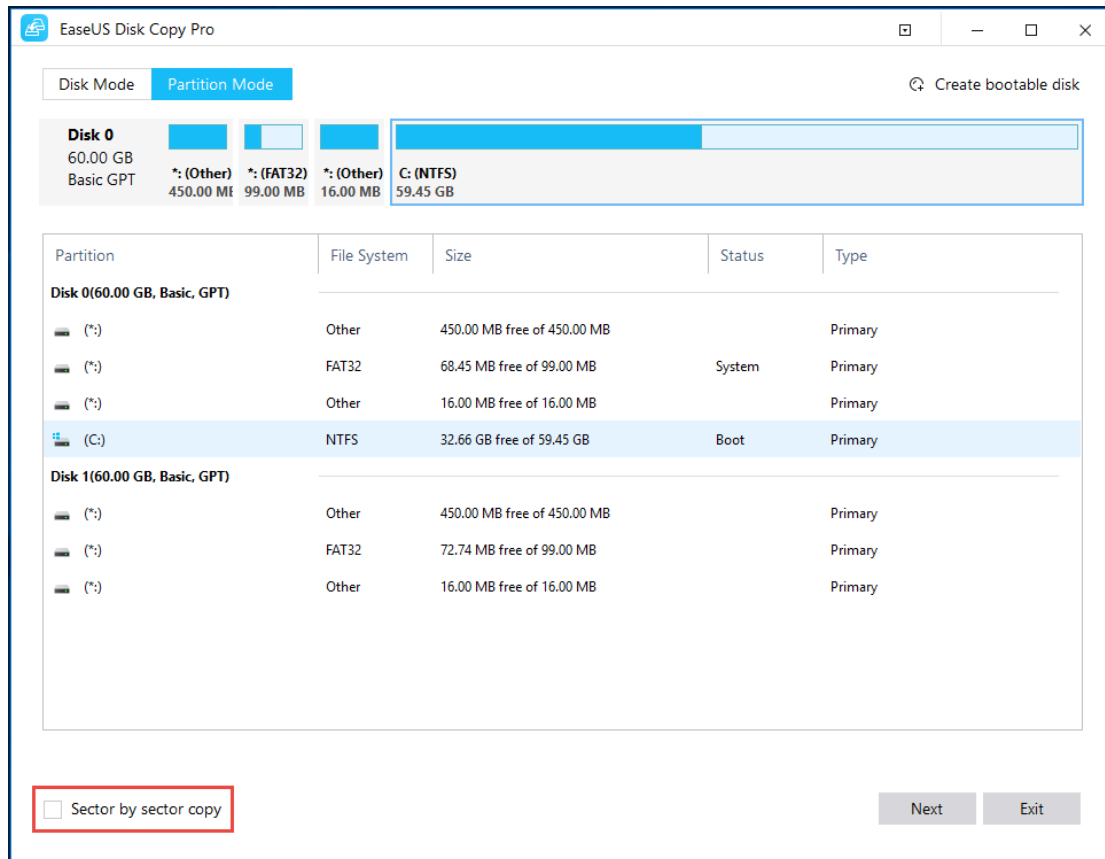 EaseUS Disk Copy Pro
Disk Mode Partition Mode Create bootable disk
Disk 0
60.00 GB
Basic GPT
*: (Other) *: (FAT32) *: (Other) C: (NTFS)
450.00 ME 99.00 MB 16.00 MB 59.45 GB
Partition File System Size Status Type
Disk 0(60.00 GB, Basic, GPT)
(*:) Other 450.00 MB free of 450.00 MB Primary
(*:) FAT32 68.45 MB free of 99.00 MB System Primary
(*:) Other 16.00 MB free of 16.00 MB Primary
(C:) NTFS 32.66 GB free of 59.45 GB Boot Primary
Disk 1(60.00 GB, Basic, GPT)
(*:) Other 450.00 MB free of 450.00 MB Primary
(*:) FAT32 72.74 MB free of 99.00 MB Primary
(*:) Other 16.00 MB free of 16.00 MB Primary
Sector by sector copy Next Exit